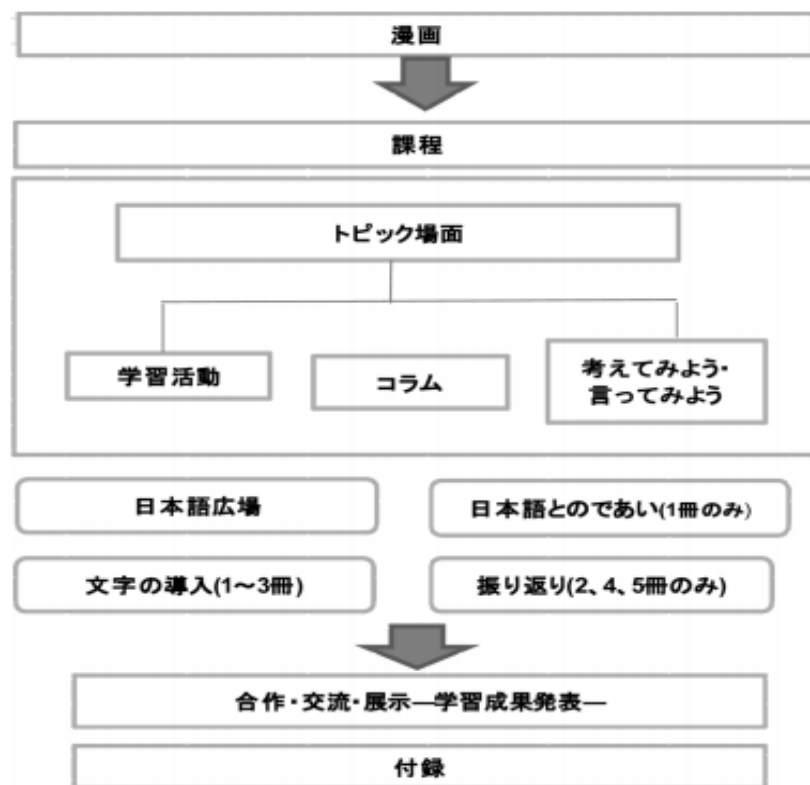 漫画
課程
トピック場面
学習活動
コラム
考えてみよう・
言ってみよう
日本語広場
日本語とのであい(1冊のみ)
文字の導入(1～3冊)
振り返り(2、4、5冊のみ)
合作・交流・展示―学習成果発表―
付録